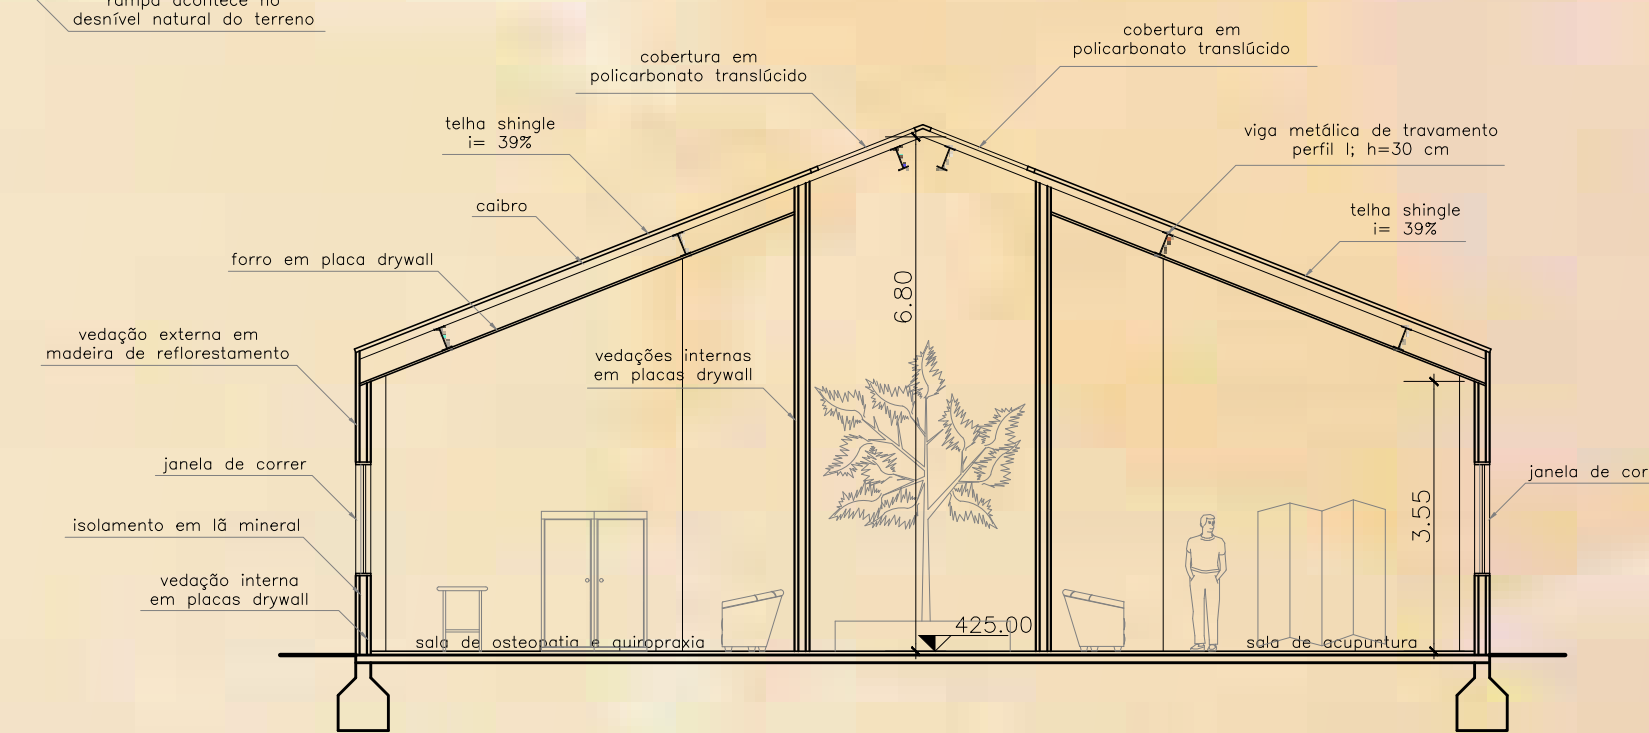 rampa acontece no
desnível natural do terreno
cobertura em
policarbonato translúcido
cobertura em
policarbonato translúcido
telha shingle
i= 39%
viga metálica de travamento
perfil I; h=30 cm
caibro
telha shingle
i= 39%
forro em placa drywall
6.80
vedação externa em
madeira de reflorestamento
vedações internas
em placas drywall
janela de correr
janela de cor
3.55
isolamento em lã mineral
vedação interna
em placas drywall
425.00
sala de osteopatia e quiropraxia
sala de acupuntura